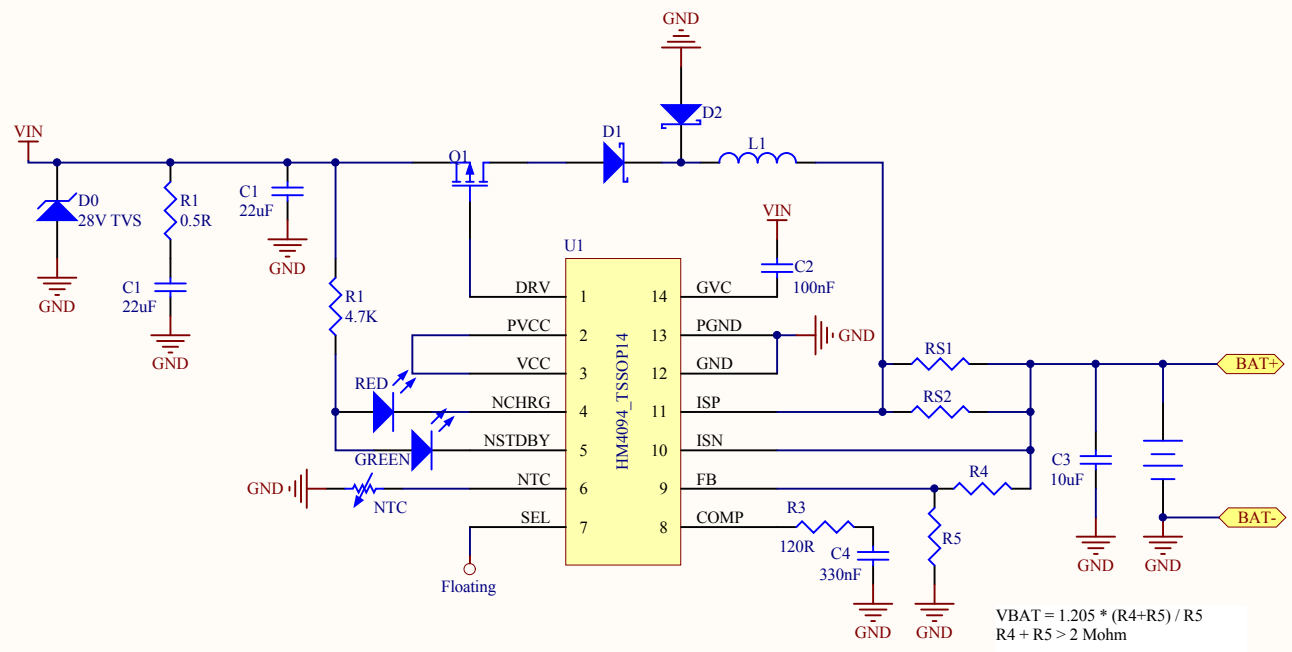 GND
VIN
D0
28V TVS
GND
R1
0.5R
C1
22uF
GND
C1
22uF
GND
Q1
D1
D2
L1
R1
4.7K
U1
VIN
C2
100nF
DRV
1
14
GVC
PVCC
2
13
PGND
GND
VCC
3
12
GND
RED
NCHRG
4
11
ISP
GREEN
NSTDBY
5
10
ISN
GND
NTC
NTC
6
9
FB
SEL
7
8
COMP
HM4094_TSSOP14
Floating
RS1
RS2
BAT+
R4
R3
120R
C4
330nF
GND
R5
GND
C3
10uF
GND
BAT-
GND
VBAT = 1.205 * (R4+R5) / R5
R4 + R5 > 2 Mohm